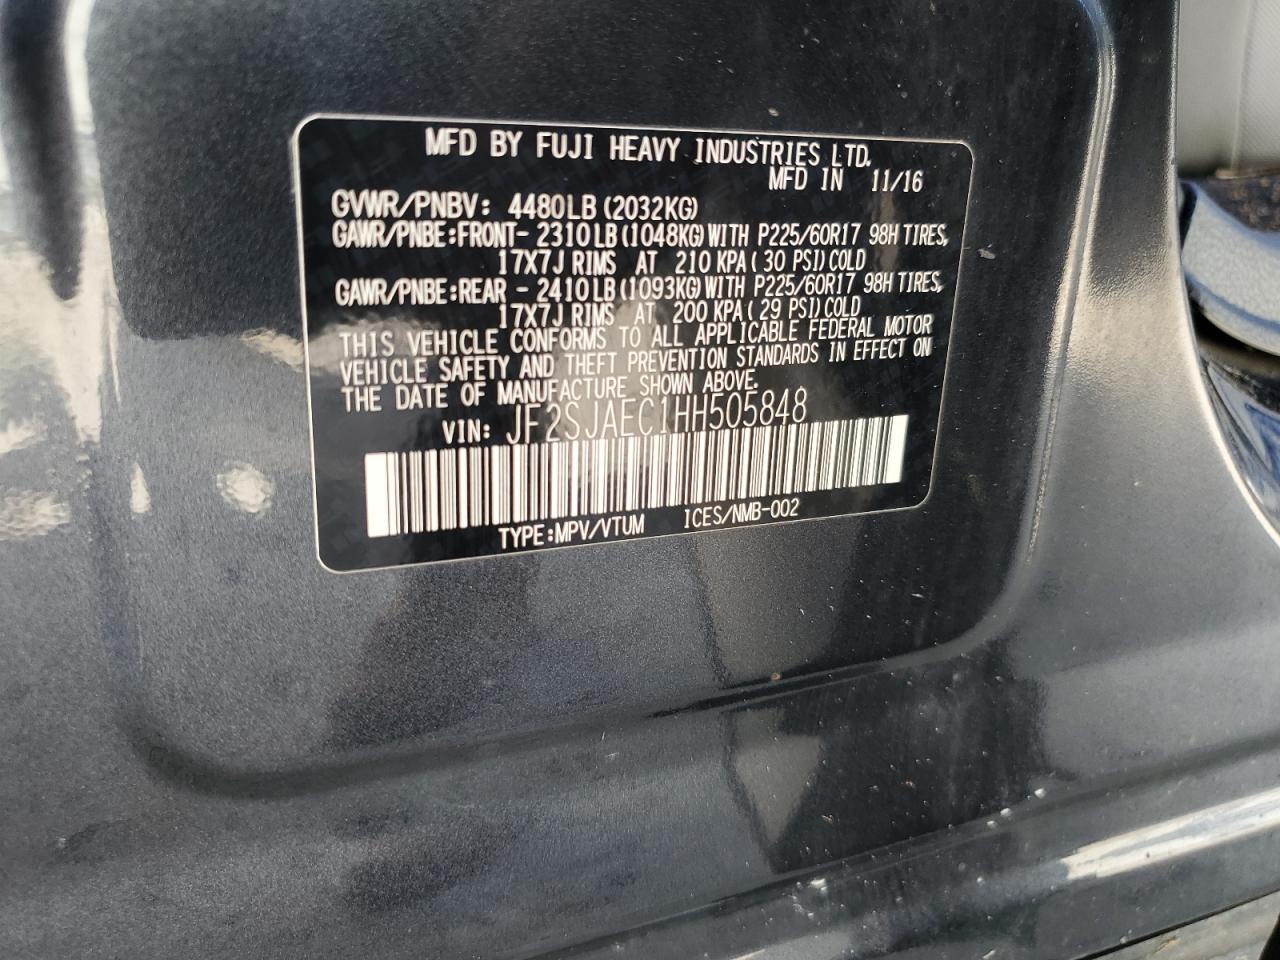 MFD BY FUJI HEAVY INDUSTRIES LTD.
MFD IN 11/16
GVWR/PNBV: 4480LB (2032KG)
GAWR/PNBE:FRONT- 2310LB (1048KG) WITH P225/60R17 98H TIRES,
17X7J RIMS AT 210 KPA ( 30 PSI) COLD
GAWR/PNBE:REAR - 2410LB (1093KG) WITH P225/60R17 98H TIRES,
17X7J RIMS AT 200 KPA ( 29 PSI) COLD
THIS VEHICLE CONFORMS TO ALL APPLICABLE FEDERAL MOTOR
VEHICLE SAFETY AND THEFT PREVENTION STANDARDS IN EFFECT ON
THE DATE OF MANUFACTURE SHOWN ABOVE.
VIN: JF2SJAEC1HH505848
TYPE:MPV/VTUM ICES/NMB-002